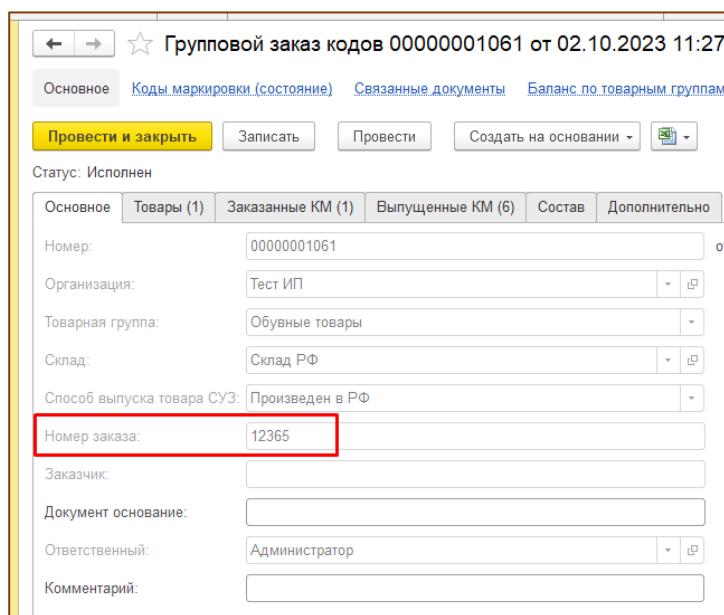 Групповой заказ кодов 00000001061 от 02.10.2023 11:27
Основное Коды маркировки (состояние) Связанные документы Баланс по товарным группам
Провести и закрыть Записать Провести Создать на основании
Статус: Исполнен
Основное Товары (1) Заказанные КМ (1) Выпущенные КМ (6) Состав Дополнительно
Номер: 00000001061
Организация: Тест ИП
Товарная группа: Обувные товары
Склад: Склад РФ
Способ выпуска товара СУЗ: Произведен в РФ
Номер заказа: 12365
Заказчик:
Документ основание:
Ответственный: Администратор
Комментарий: